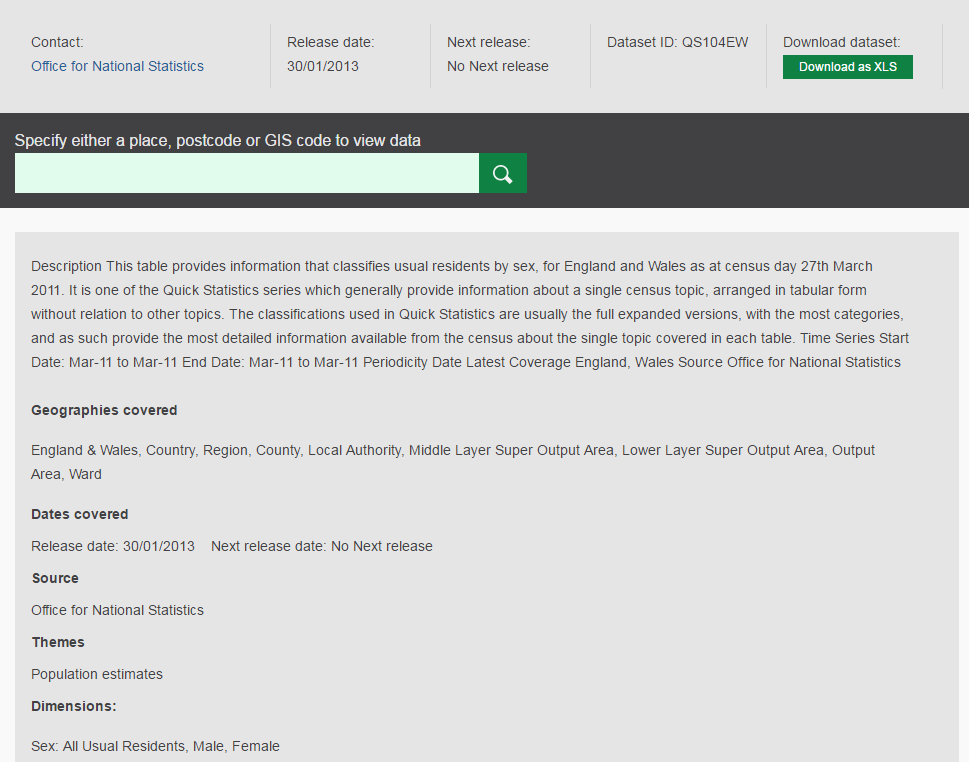 Contact:
Office for National Statistics
Release date:
30/01/2013
Next release:
No Next release
Dataset ID: QS104EW
Download dataset:
Download as XLS
Specify either a place, postcode or GIS code to view data
Description This table provides information that classifies usual residents by sex, for England and Wales as at census day 27th March
2011. It is one of the Quick Statistics series which generally provide information about a single census topic, arranged in tabular form
without relation to other topics. The classifications used in Quick Statistics are usually the full expanded versions, with the most categories,
and as such provide the most detailed information available from the census about the single topic covered in each table. Time Series Start
Date: Mar-11 to Mar-11 End Date: Mar-11 to Mar-11 Periodicity Date Latest Coverage England, Wales Source Office for National Statistics
Geographies covered
England & Wales, Country, Region, County, Local Authority, Middle Layer Super Output Area, Lower Layer Super Output Area, Output
Area, Ward
Dates covered
Release date: 30/01/2013 Next release date: No Next release
Source
Office for National Statistics
Themes
Population estimates
Dimensions:
Sex: All Usual Residents, Male, Female